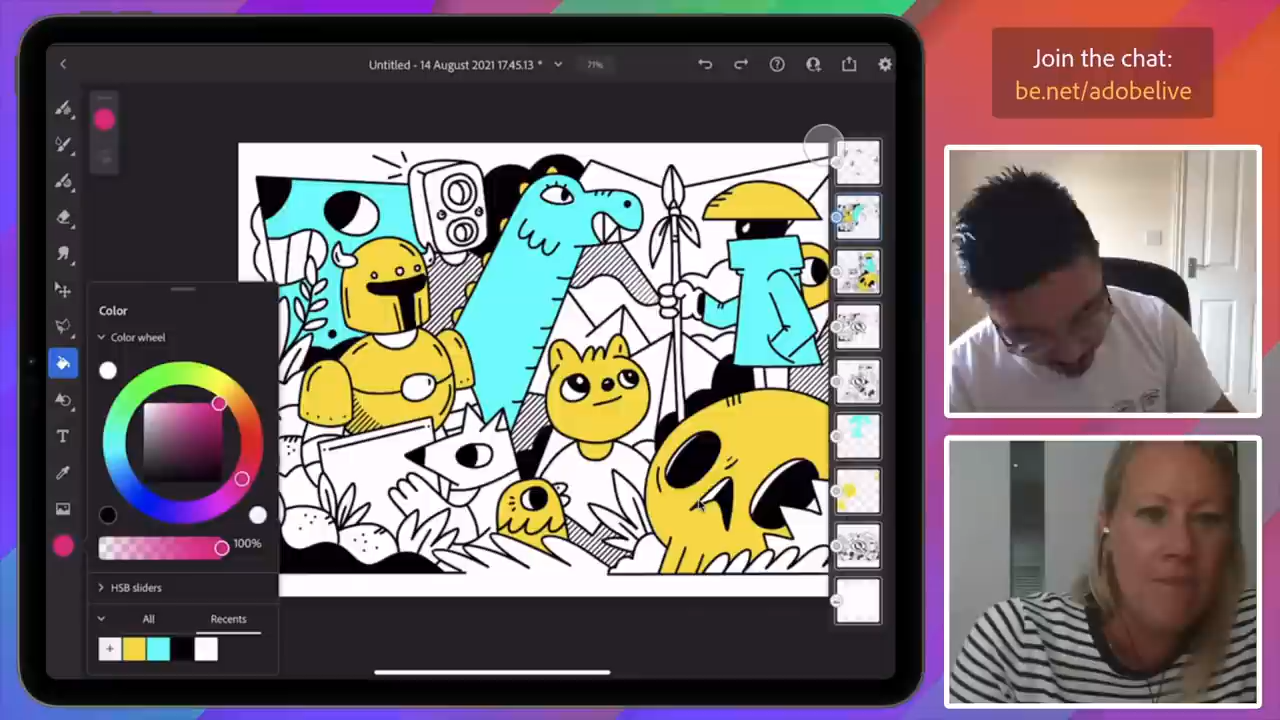 Untitled - 14 August 2021 17.45.13 *
71%
Join the chat:
be.net/adobelive
Color
Color wheel
100%
HSB sliders
All
Recents
T